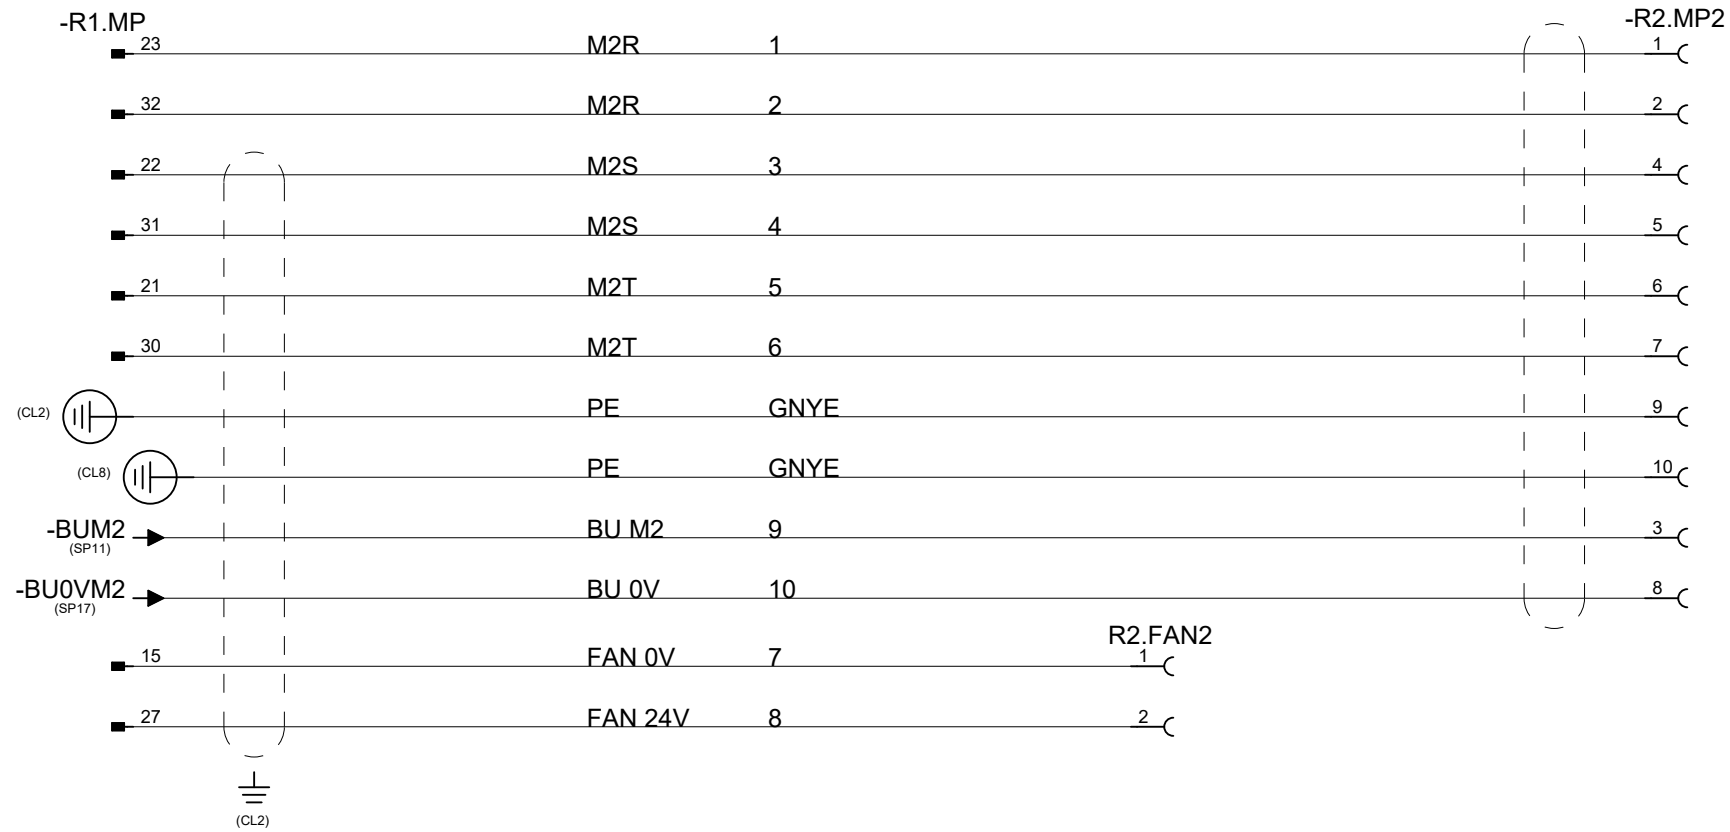 -R1.MP -R2.MP2
23 M2R 1 1
32 M2R 2 2
22 M2S 3 4
31 M2S 4 5
21 M2T 5 6
30 M2T 6 7
(CL2) PE GNYE 9
(CL8) PE GNYE 10
-BUM2 BU M2 9 3
(SP11)
-BU0VM2 BU 0V 10 8
(SP17)
R2.FAN2
15 FAN 0V 7 1
27 FAN 24V 8 2
(CL2)